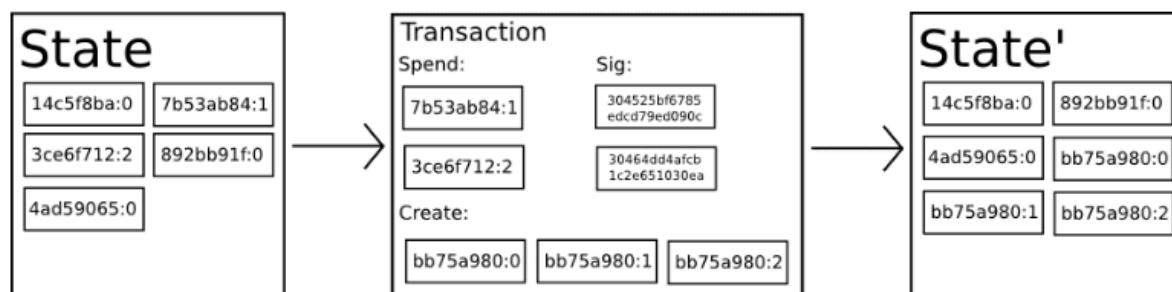 State
14c5f8ba:0 7b53ab84:1
3ce6f712:2 892bb91f:0
4ad59065:0
Transaction
Spend: Sig:
7b53ab84:1 304525bf6785
edcd79ed090c
3ce6f712:2 30464dd4afcb
1c2e651030ea
Create:
bb75a980:0 bb75a980:1 bb75a980:2
State'
14c5f8ba:0 892bb91f:0
4ad59065:0 bb75a980:0
bb75a980:1 bb75a980:2